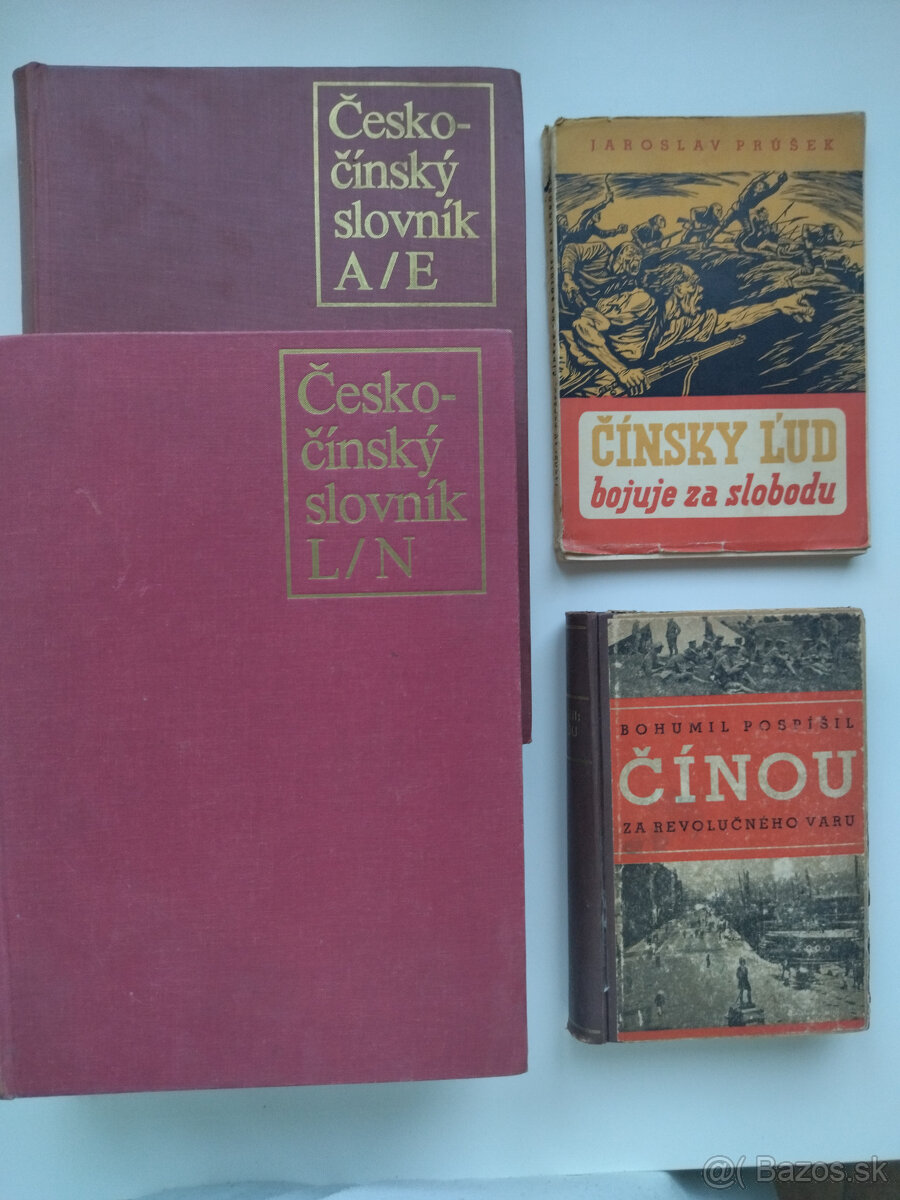 Česko-
čínský
slovník
A/E
Česko-
čínský
slovník
L/N
JAROSLAV PRŮŠEK
ČÍNSKY ĽUD
bojuje za slobodu
BOHUMIL POSPÍŠIL
ČÍNOU
ZA REVOLUČNÉHO VARU
@ Bazos.sk